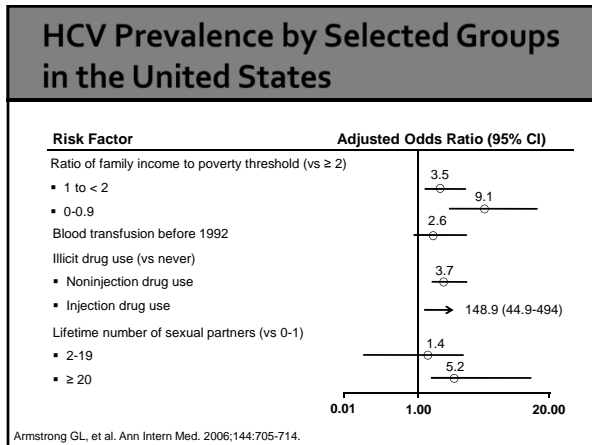 HCV Prevalence by Selected Groups
in the United States
Risk Factor Adjusted Odds Ratio (95% CI)
Ratio of family income to poverty threshold (vs ≥ 2)
▪ 1 to < 2 3.5
▪ 0-0.9 9.1
Blood transfusion before 1992 2.6
Illicit drug use (vs never)
▪ Noninjection drug use 3.7
▪ Injection drug use 148.9 (44.9-494)
Lifetime number of sexual partners (vs 0-1)
▪ 2-19 1.4
▪ ≥ 20 5.2
0.01 1.00 20.00
Armstrong GL, et al. Ann Intern Med. 2006;144:705-714.